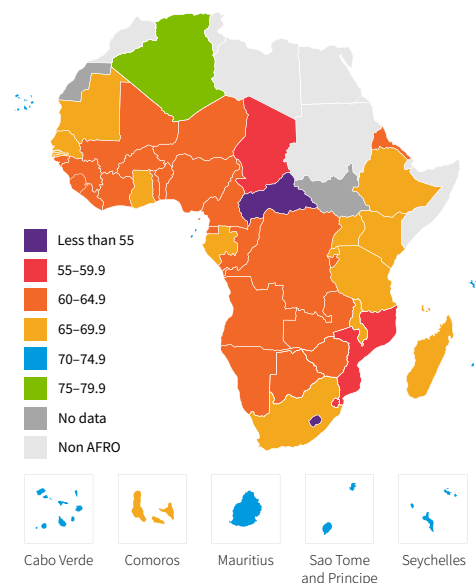 Less than 55
55–59.9
60–64.9
65–69.9
70–74.9
75–79.9
No data
Non AFRO
Cabo Verde
Comoros
Mauritius
Sao Tome
and Principe
Seychelles